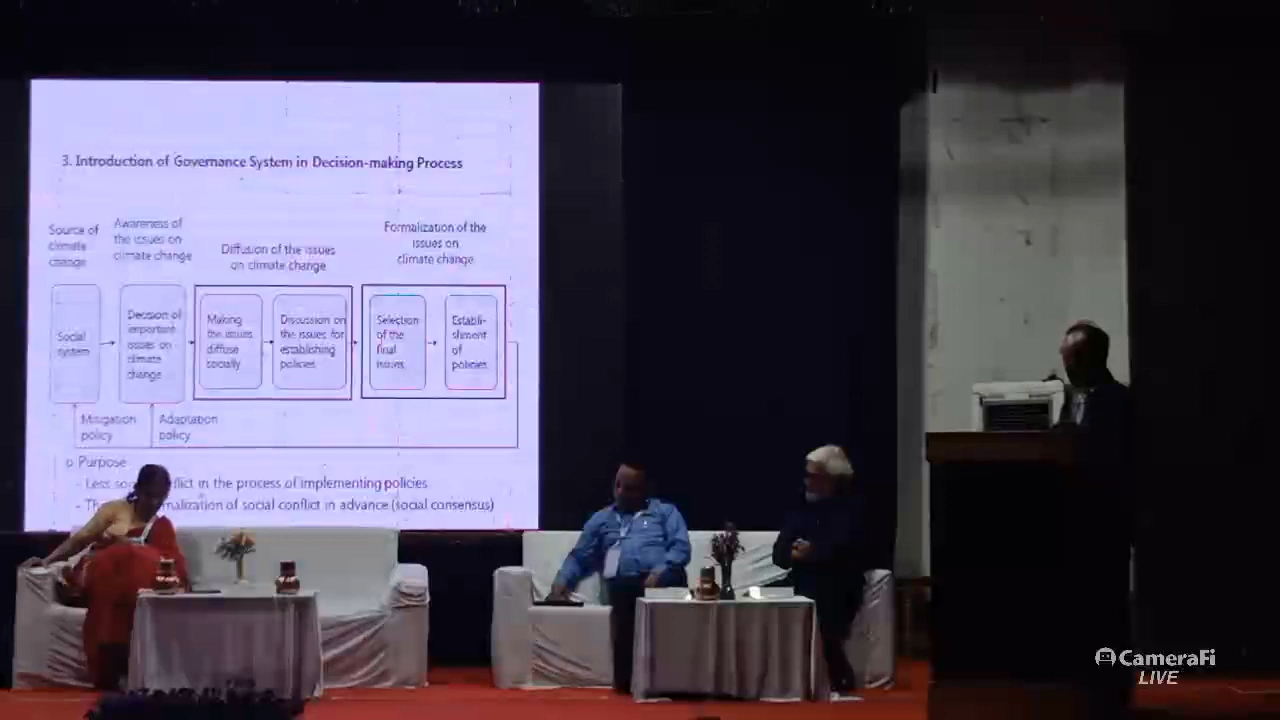 3. Introduction of Governance System in Decision-making Process
Source of
climate
change
Awareness of
the issues on
climate change
Diffusion of the issues
on climate change
Formalization of the
issues on
climate change
Social
system
Decision of
important
issues on
climate
change
Making
the issues
diffuse
socially
Discussion on
the issues for
establishing
policies
Selection
of the
final
issues
Establi-
shment
of
policies
Mitigation
policy
Adaptation
policy
o Purpose
- Less in the process of implementing policies
- of social conflict in advance (social consensus)
CameraFi
LIVE